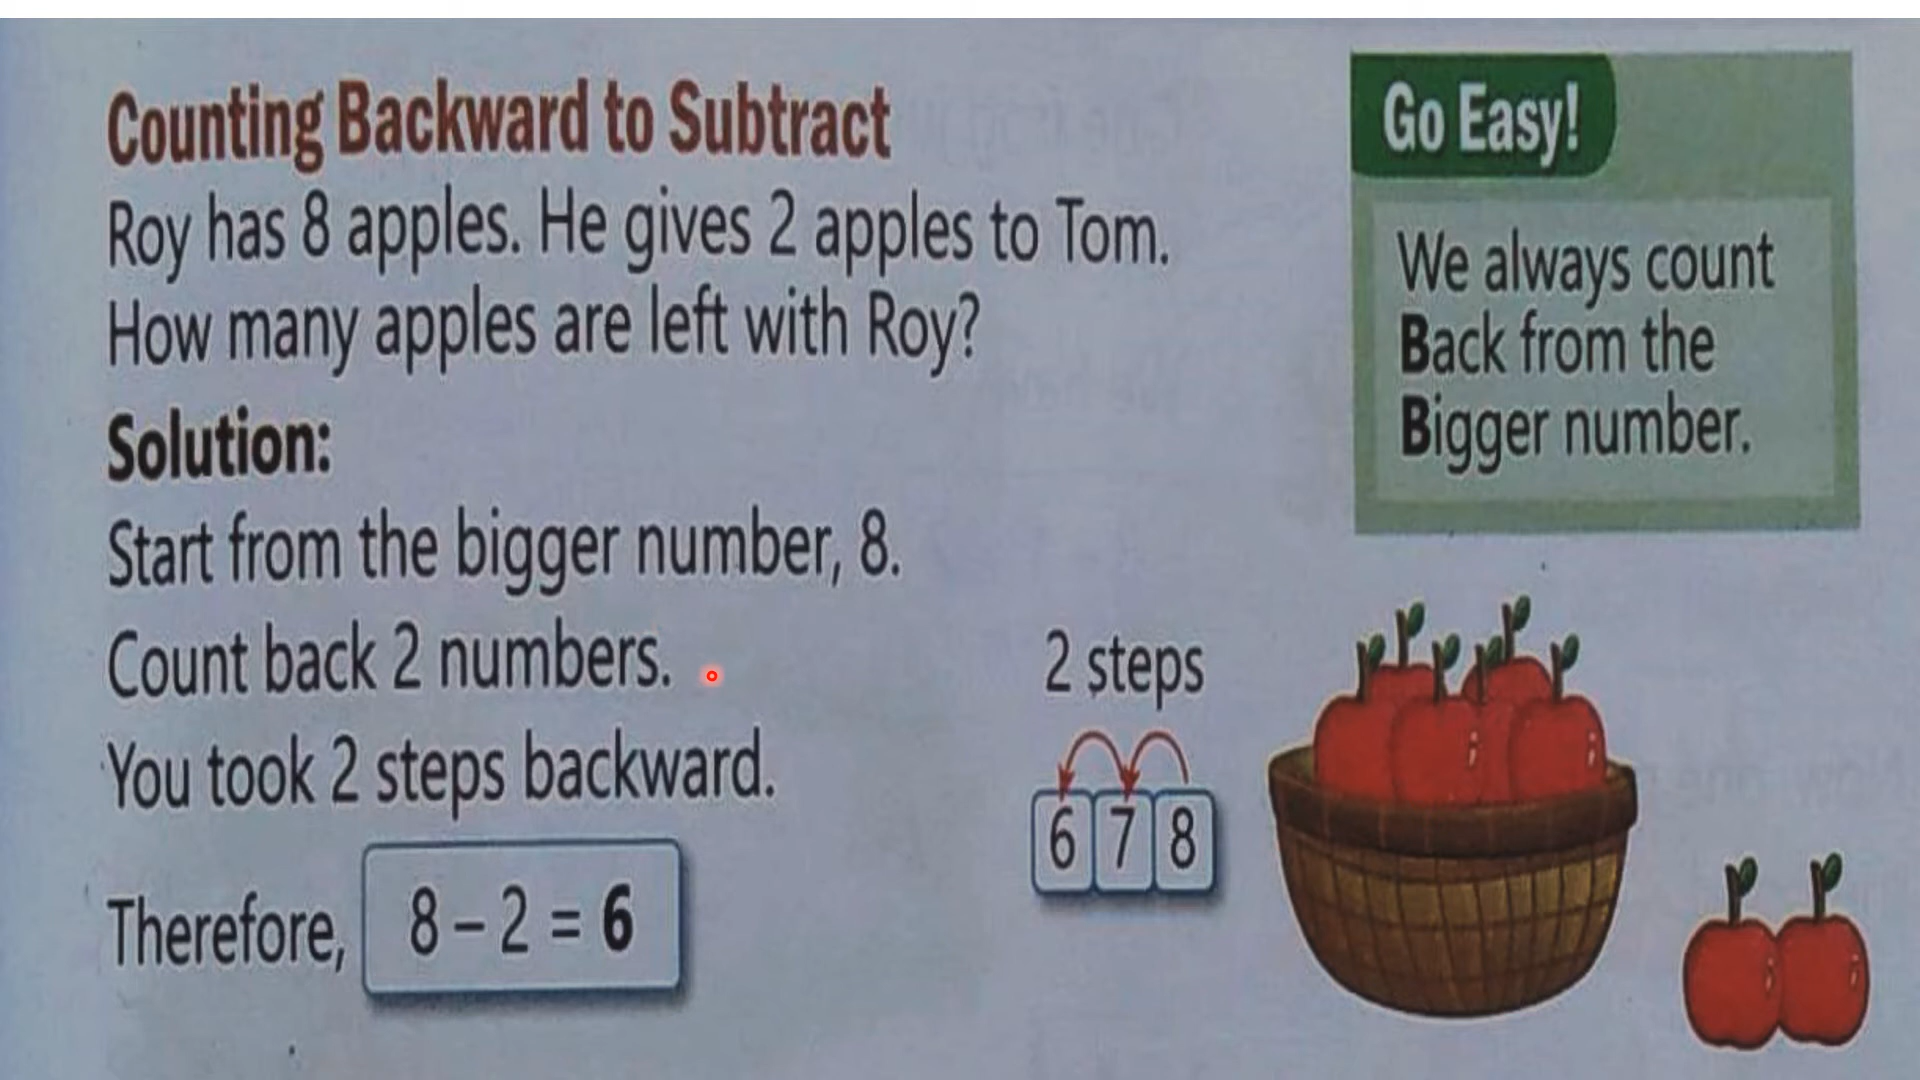 Counting Backward to Subtract
Roy has 8 apples. He gives 2 apples to Tom.
How many apples are left with Roy?
Solution:
Start from the bigger number, 8.
Count back 2 numbers.
You took 2 steps backward.
Therefore, 8 – 2 = 6
2 steps
6 7 8
Go Easy!
We always count
Back from the
Bigger number.